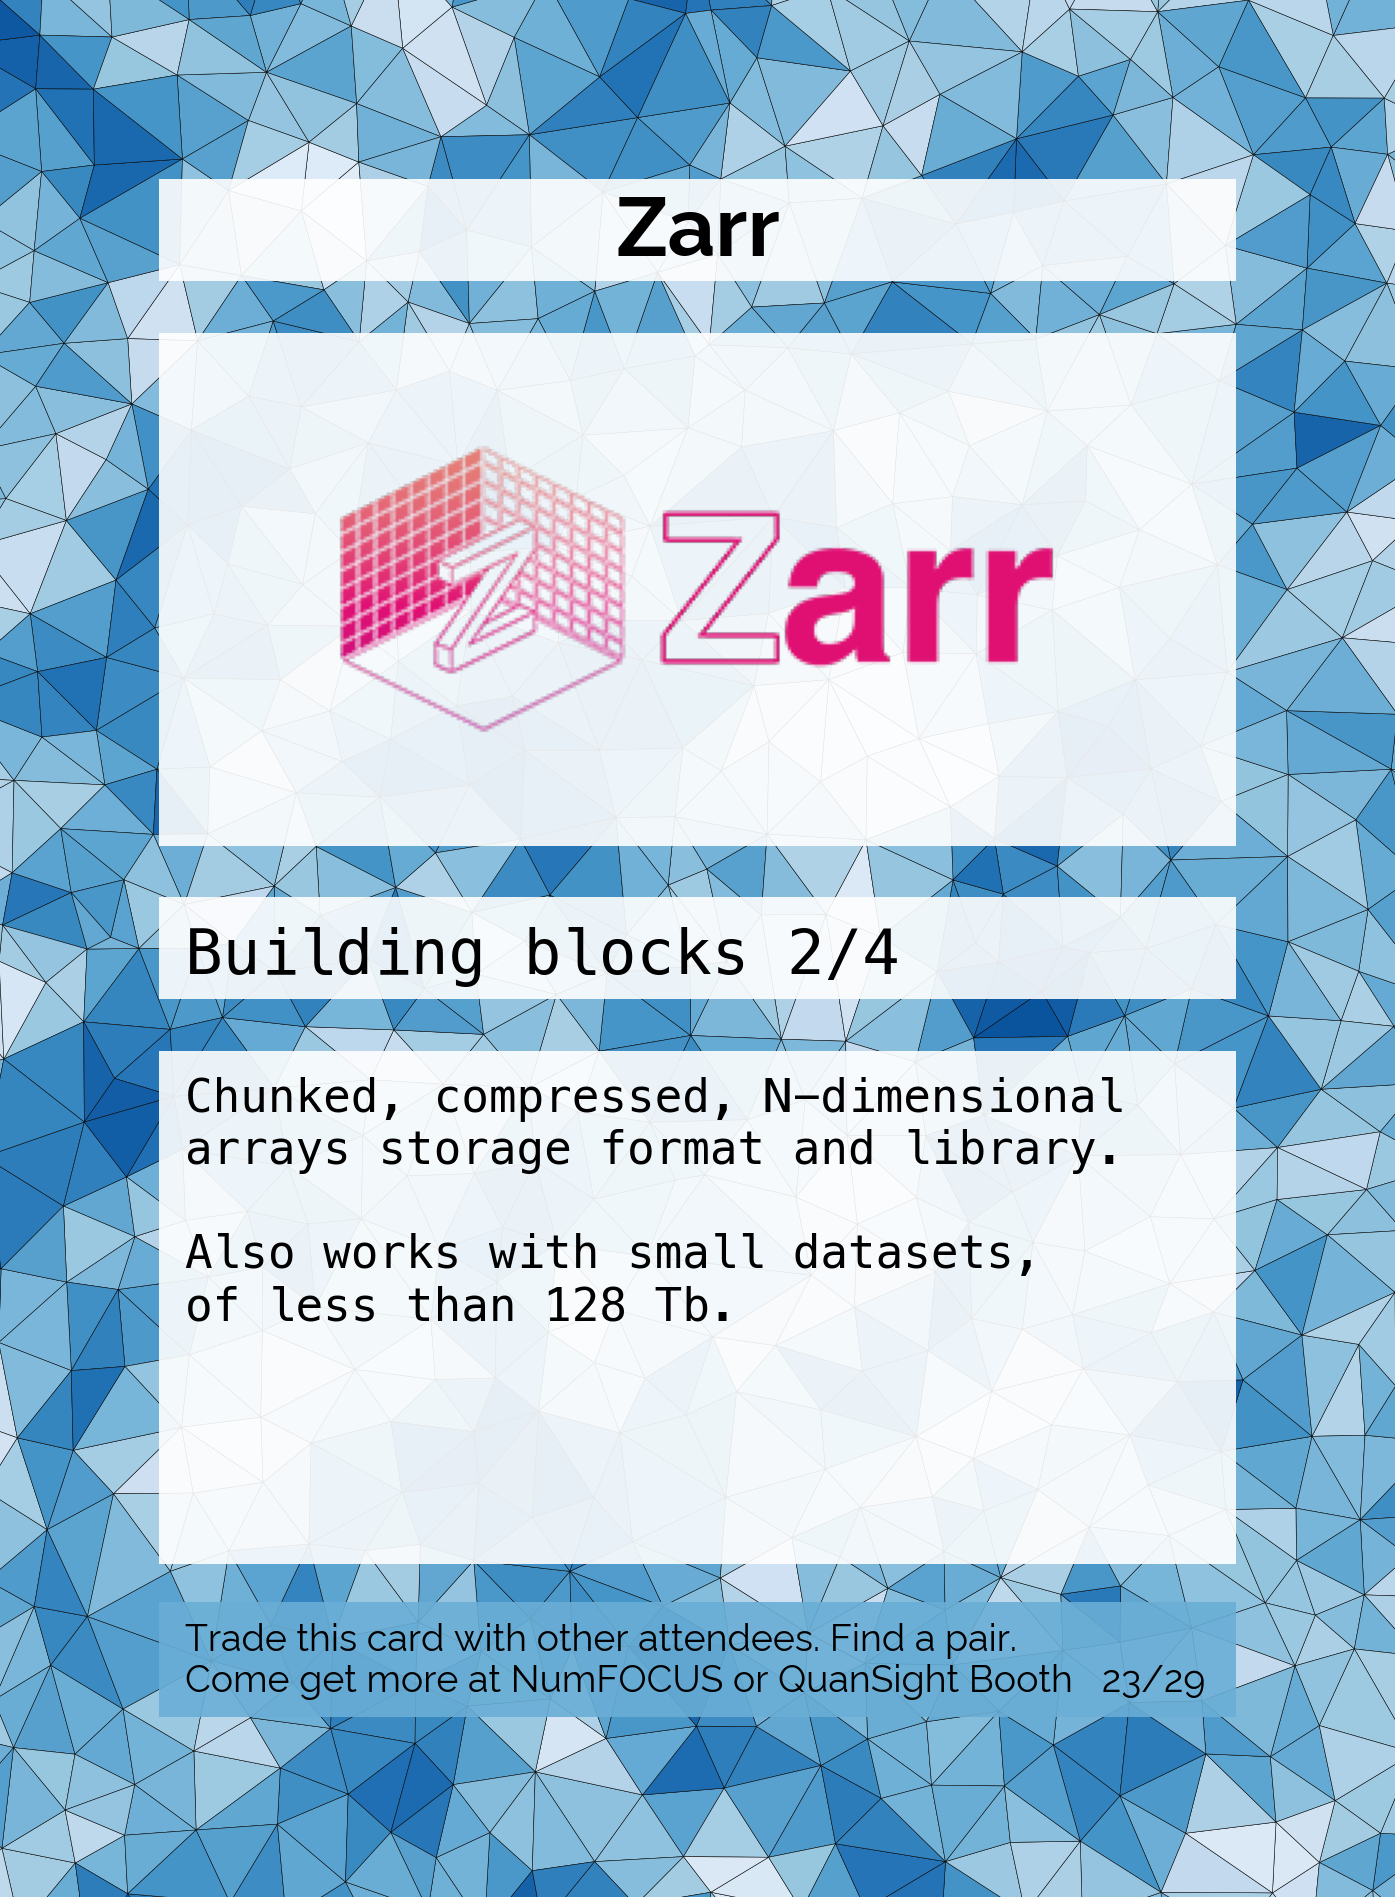 Zarr
Z
Zarr
Building blocks 2/4
Chunked, compressed, N−dimensional
arrays storage format and library.
Also works with small datasets,
of less than 128 Tb.
Trade this card with other attendees. Find a pair.
Come get more at NumFOCUS or QuanSight Booth 23/29